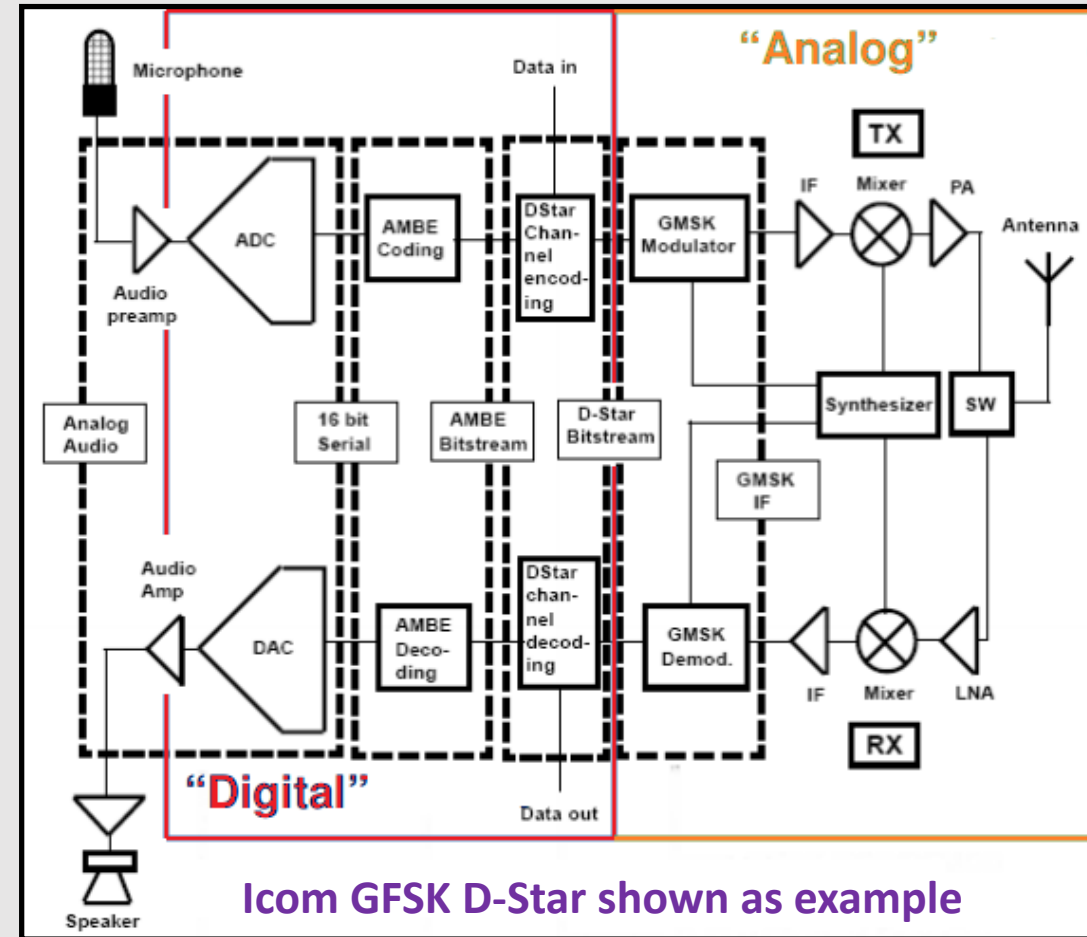 “Analog”
Microphone
Data in
TX
IF
Mixer
PA
Antenna
ADC
AMBE
Coding
DStar
Chan-
nel
encod-
ing
GMSK
Modulator
Audio
preamp
Analog
Audio
16 bit
Serial
AMBE
Bitstream
D-Star
Bitstream
Synthesizer
SW
GMSK
IF
Audio
Amp
DAC
AMBE
Deco-
ding
DStar
chan-
nel
decod-
ing
GMSK
Demod.
IF
Mixer
LNA
RX
“Digital”
Data out
Speaker
Icom GFSK D-Star shown as example